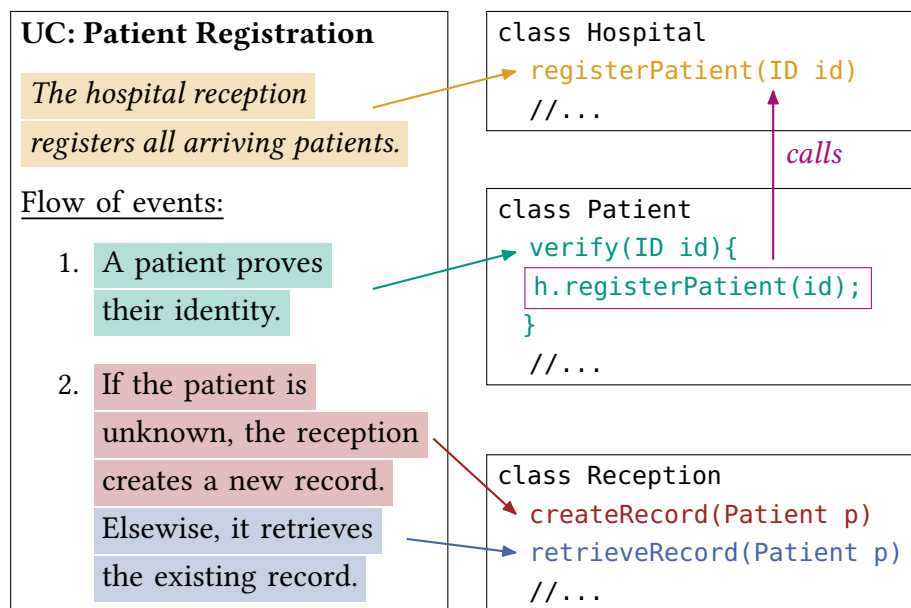 UC: Patient Registration
The hospital reception
registers all arriving patients.
Flow of events:
1. A patient proves
their identity.
2. If the patient is
unknown, the reception
creates a new record.
Elsewise, it retrieves
the existing record.
class Hospital
registerPatient(ID id)
//...
calls
class Patient
verify(ID id){
h.registerPatient(id);
}
//...
class Reception
createRecord(Patient p)
retrieveRecord(Patient p)
//...